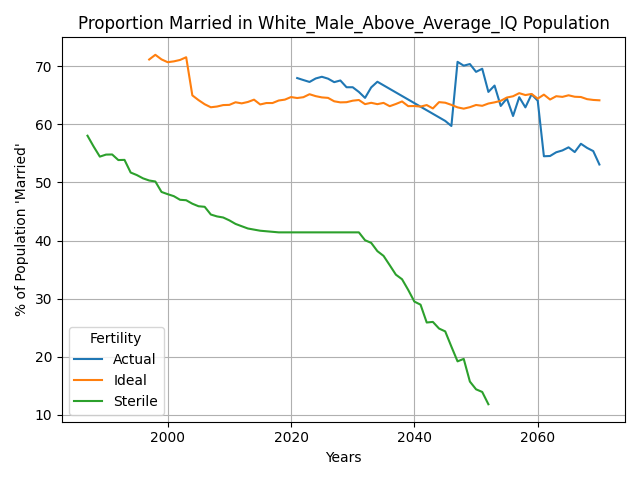 Proportion Married in White_Male_Above_Average_IQ Population
% of Population 'Married'
70
60
50
40
30
20
10
Fertility
Actual
Ideal
Sterile
2000
2020
2040
2060
Years